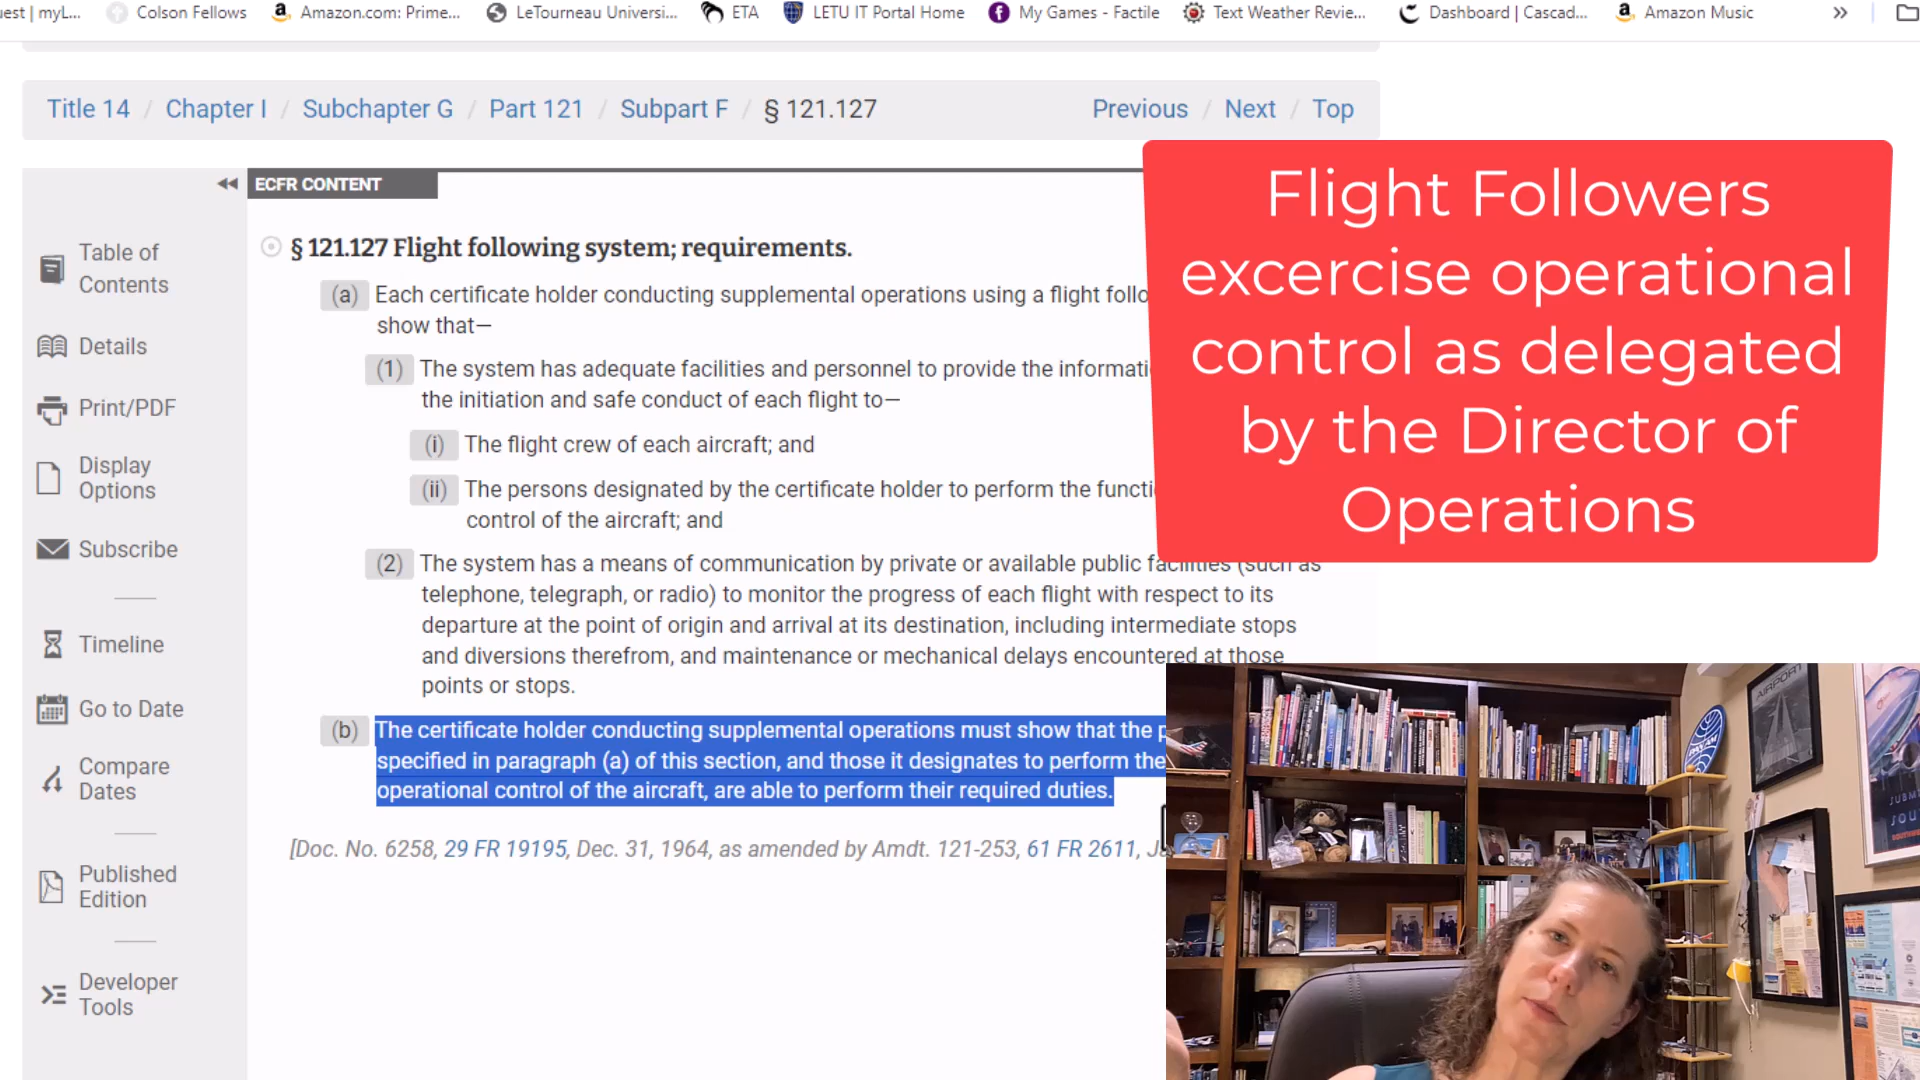 uest | myL...
Colson Fellows
Amazon.com: Prime...
LeTourneau Universi...
ETA
LETU IT Portal Home
My Games - Factile
Text Weather Revie...
Dashboard | Cascad...
Amazon Music
Title 14 / Chapter I / Subchapter G / Part 121 / Subpart F / § 121.127
Previous / Next / Top
ECFR CONTENT
Table of
Contents
Details
Print/PDF
Display
Options
Subscribe
Timeline
Go to Date
Compare
Dates
Published
Edition
Developer
Tools
§ 121.127 Flight following system; requirements.
(a) Each certificate holder conducting supplemental operations using a flight follo
show that—
(1) The system has adequate facilities and personnel to provide the informati
the initiation and safe conduct of each flight to—
(i) The flight crew of each aircraft; and
(ii) The persons designated by the certificate holder to perform the functi
control of the aircraft; and
(2) The system has a means of communication by private or available public facilities (such as
telephone, telegraph, or radio) to monitor the progress of each flight with respect to its
departure at the point of origin and arrival at its destination, including intermediate stops
and diversions therefrom, and maintenance or mechanical delays encountered at those
points or stops.
(b) The certificate holder conducting supplemental operations must show that the p
specified in paragraph (a) of this section, and those it designates to perform the
operational control of the aircraft, are able to perform their required duties.
[Doc. No. 6258, 29 FR 19195, Dec. 31, 1964, as amended by Amdt. 121-253, 61 FR 2611, Ja
Flight Followers
excercise operational
control as delegated
by the Director of
Operations
AIRPORT
PAN AM